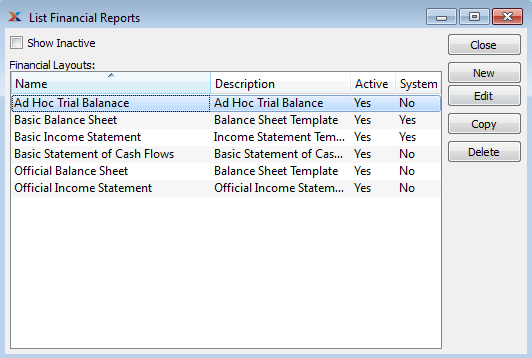 List Financial Reports
Show Inactive
Close
Financial Layouts:
New
Name Description Active System
Edit
Ad Hoc Trial Balanace Ad Hoc Trial Balance Yes No
Basic Balance Sheet Balance Sheet Template Yes Yes
Copy
Basic Income Statement Income Statement Tem... Yes Yes
Basic Statement of Cash Flows Basic Statement of Cas... Yes No
Delete
Official Balance Sheet Balance Sheet Template Yes No
Official Income Statement Official Income Statem... Yes No